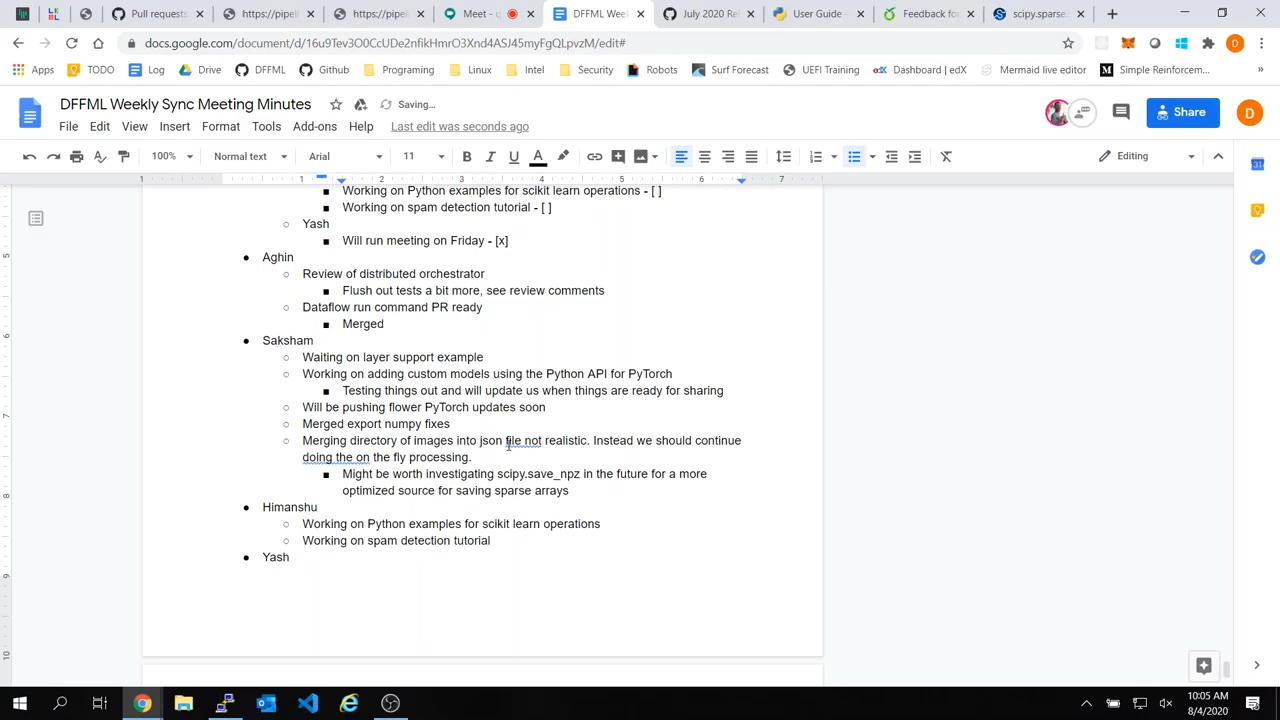 Pull requests
https://pipeli
https://pipeli
Meet - q
DFFML Wee
July 2020 Re
User Guide –
Feedback for
scipy.sparse.
docs.google.com/document/d/16u9Tev3O0CcUDe2nfikHmrO3Xnd4ASJ45myFgQLpvzM/edit#
Apps TODO Log Drive DFFML Github Programing Linux Intel Security Robots Surf Forecast UEFI Training Dashboard | edX Mermaid live editor Simple Reinforcem...
DFFML Weekly Sync Meeting Minutes Saving...
File Edit View Insert Format Tools Add-ons Help Last edit was seconds ago
Share
D
100% Normal text Arial 11 Editing
1 1 2 3 4 5 6 7
■ Working on Python examples for scikit learn operations - [ ]
■ Working on spam detection tutorial - [ ]
○ Yash
■ Will run meeting on Friday - [x]
● Aghin
○ Review of distributed orchestrator
■ Flush out tests a bit more, see review comments
○ Dataflow run command PR ready
■ Merged
● Saksham
○ Waiting on layer support example
○ Working on adding custom models using the Python API for PyTorch
■ Testing things out and will update us when things are ready for sharing
○ Will be pushing flower PyTorch updates soon
○ Merged export numpy fixes
○ Merging directory of images into json file not realistic. Instead we should continue
doing the on the fly processing.
■ Might be worth investigating scipy.save_npz in the future for a more
optimized source for saving sparse arrays
● Himanshu
○ Working on Python examples for scikit learn operations
○ Working on spam detection tutorial
● Yash
10:05 AM
8/4/2020